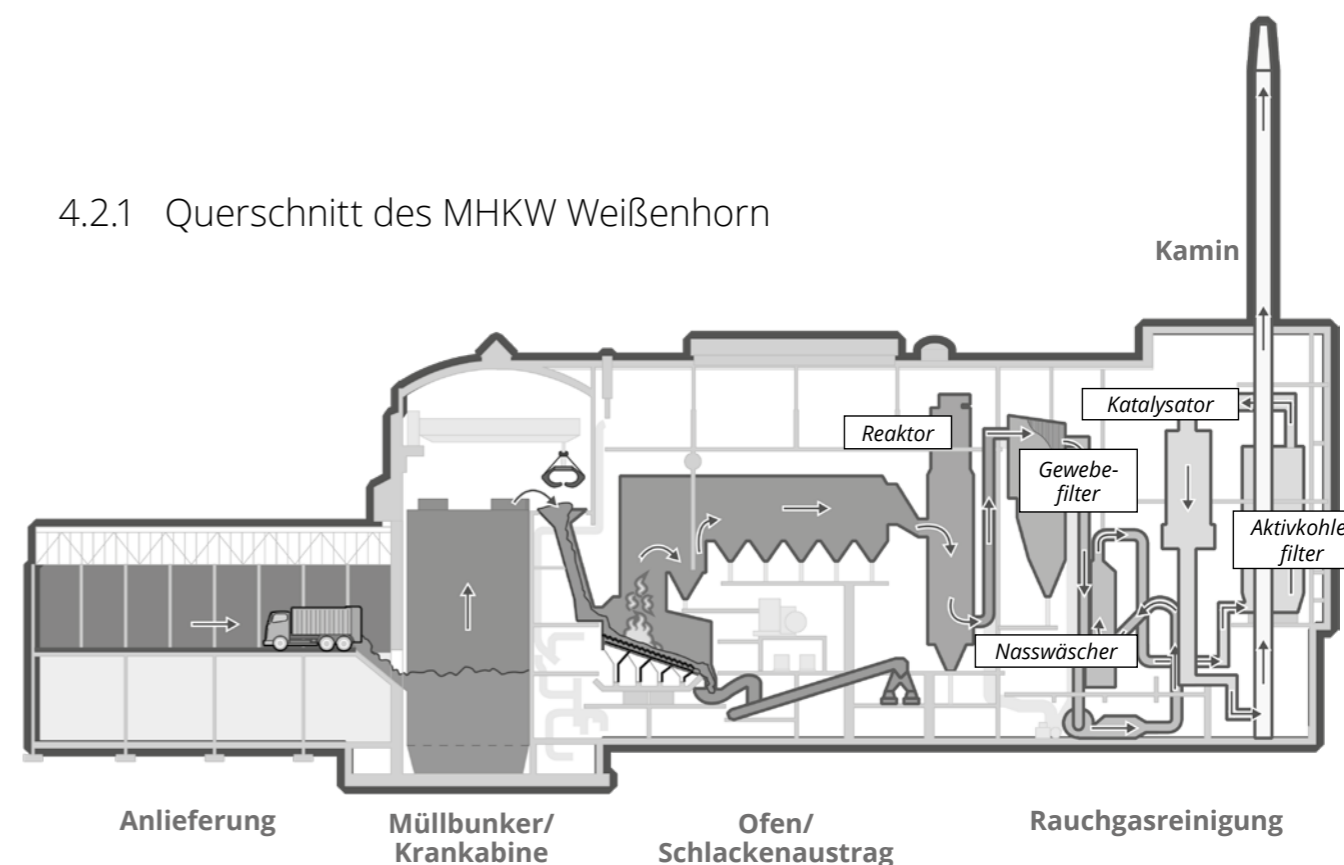 4.2.1 Querschnitt des MHKW Weißenhorn
Kamin
Katalysator
Reaktor
Gewebe-
filter
Aktivkohle
filter
Nasswäscher
Anlieferung
Müllbunker/
Krankabine
Ofen/
Schlackenaustrag
Rauchgasreinigung